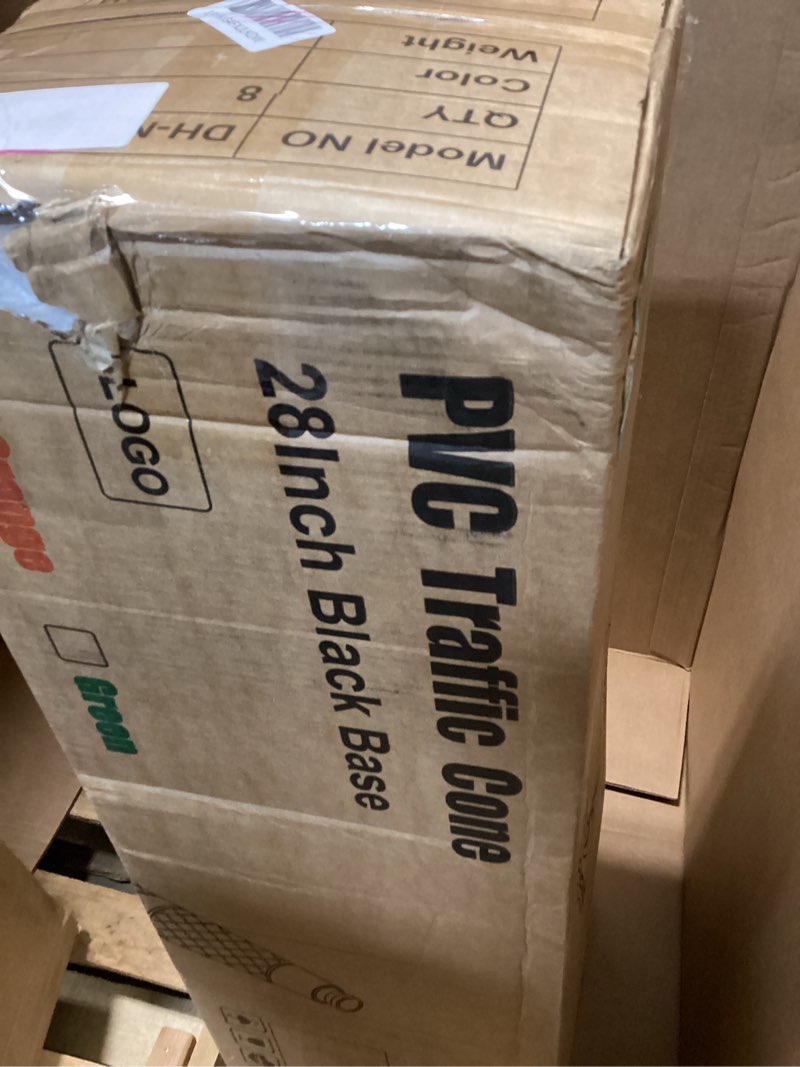 PVC Traffic Cone
28Inch Black Base
LOGO
Green
Model NO
QTY 8
Color
Weight